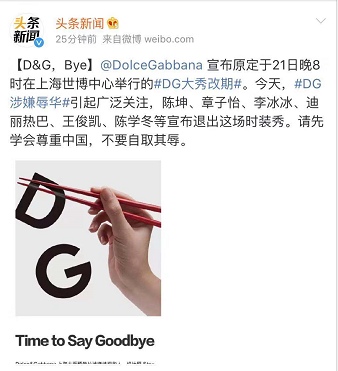 头条
新闻
头条新闻
25分钟前 来自微博 weibo.com
【D&G，Bye】@DolceGabbana 宣布原定于21日晚8
时在上海世博中心举行的#DG大秀改期#。今天，#DG
涉嫌辱华#引起广泛关注，陈坤、章子怡、李冰冰、迪
丽热巴、王俊凯、陈学冬等宣布退出这场时装秀。请先
学会尊重中国，不要自取其辱。
D
G
Time to Say Goodbye